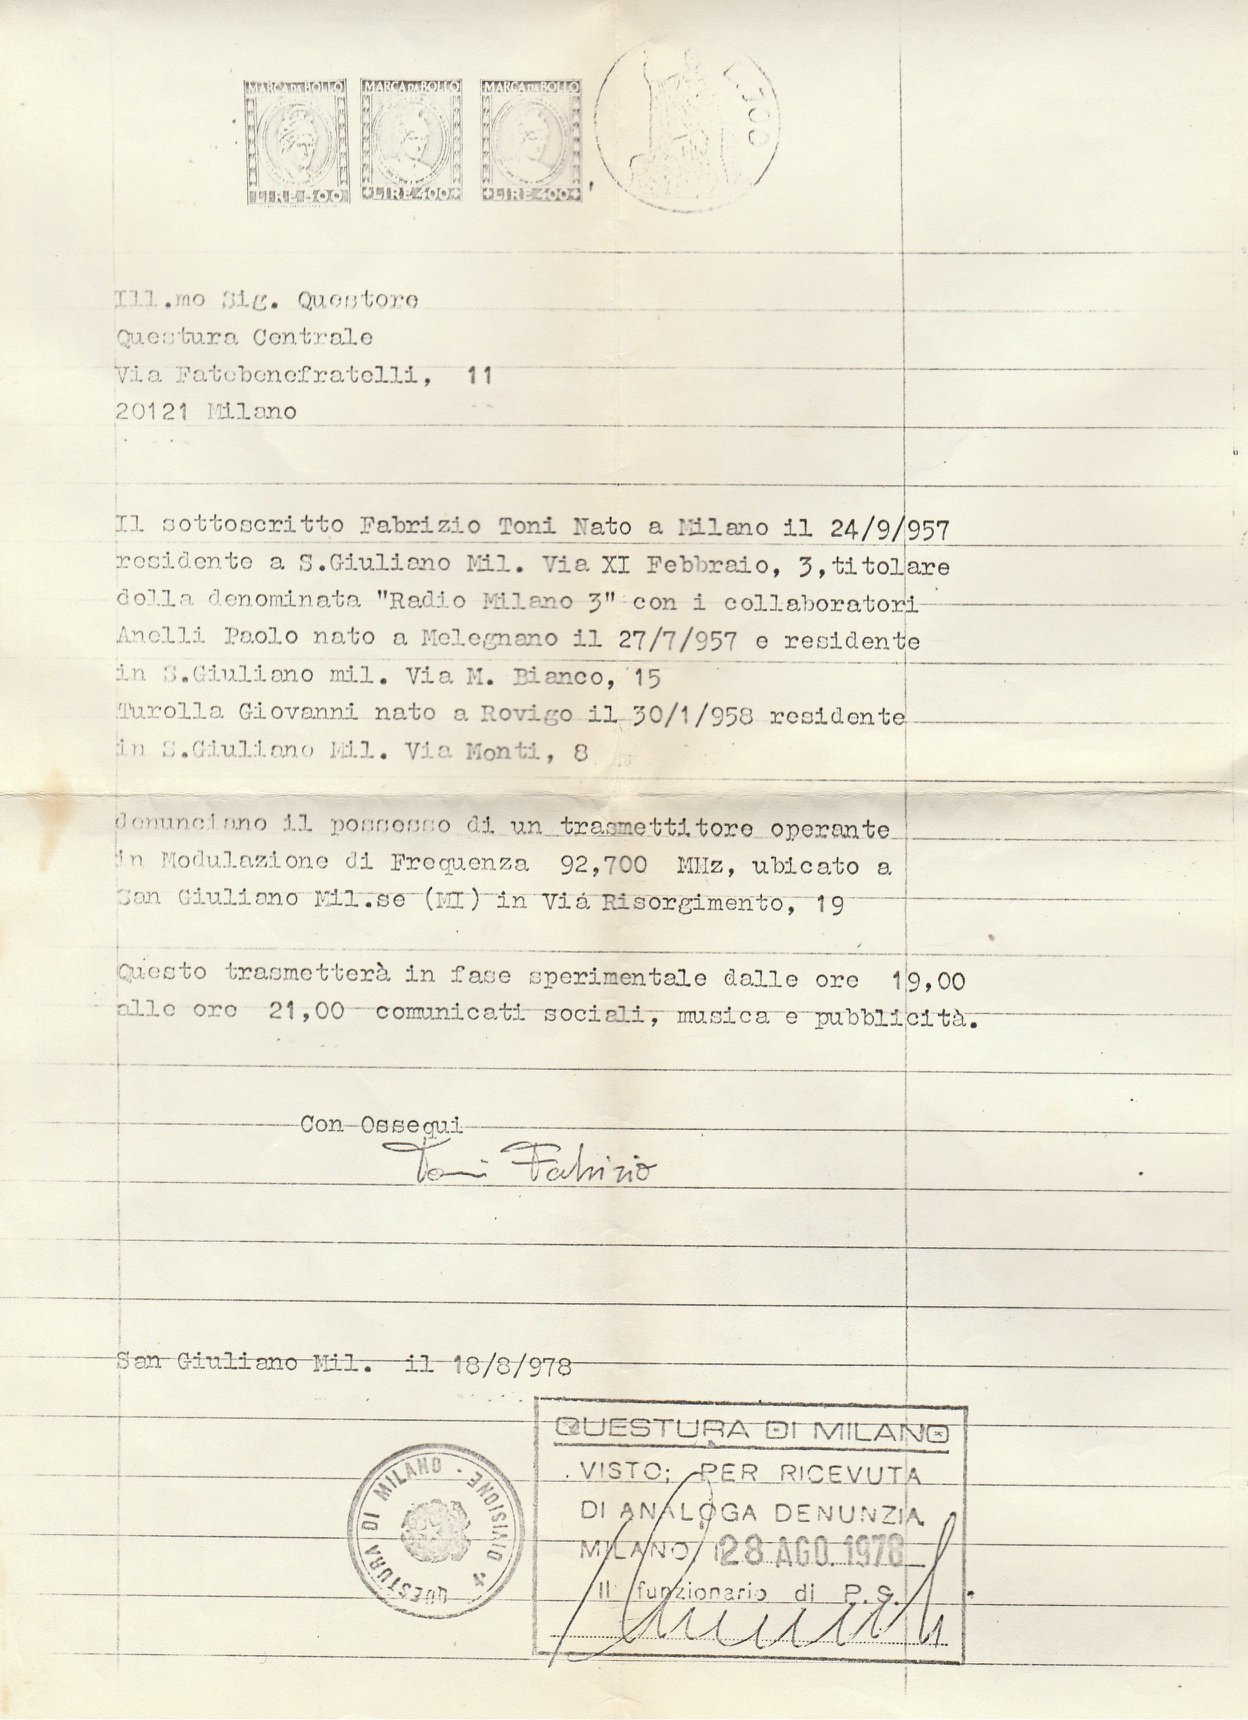 MARCA DA BOLLO MARCA DA BOLLO MARCA DA BOLLO
LIRE LIRE 400 LIRE 400
Ill.mo Sig. Questore
Questura Centrale
Via Fatebenefratelli, 11
20121 Milano
Il sottoscritto Fabrizio Toni Nato a Milano il 24/9/957
residente a S.Giuliano Mil. Via XI Febbraio, 3,titolare
della denominata "Radio Milano 3" con i collaboratori
Anelli Paolo nato a Melegnano il 27/7/957 e residente
in S.Giuliano mil. Via M. Bianco, 15
Turolla Giovanni nato a Rovigo il 30/1/958 residente
in S.Giuliano Mil. Via Monti, 8
denunciano il possesso di un trasmettitore operante
in Modulazione di Frequenza 92,700 MHz, ubicato a
San Giuliano Mil.se (MI) in Viá Risorgimento, 19
Questo trasmetterà in fase sperimentale dalle ore 19,00
alle ore 21,00 comunicati sociali, musica e pubblicità.
Con Ossequi
Toni Fabrizio
San Giuliano Mil. il 18/8/978
QUESTURA DI MILANO
VISTO; PER RICEVUTA
DI ANALOGA DENUNZIA
MILANO 28 AGO. 1978
Il funzionario di P.S.
QUESTURA DI MILANO - DIVISIONE 4